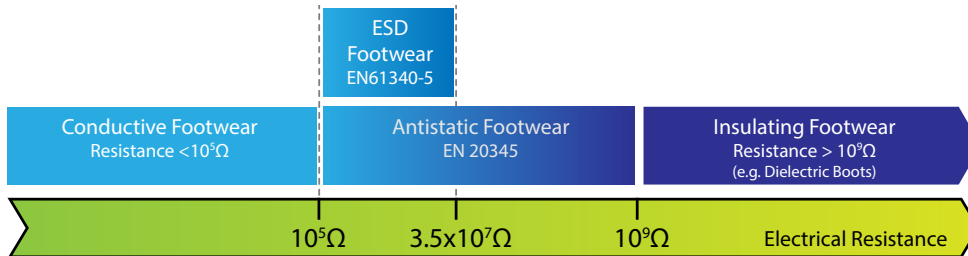 ESD
Footwear
EN61340-5
Conductive Footwear
Resistance <10⁵Ω
Antistatic Footwear
EN 20345
Insulating Footwear
Resistance > 10⁹Ω
(e.g. Dielectric Boots)
10⁵Ω
3.5x10⁷Ω
10⁹Ω
Electrical Resistance